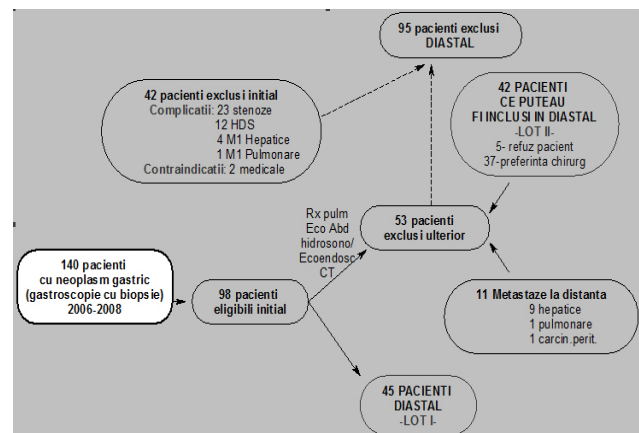 95 pacienti exclusi
DIASTAL
42 pacienti exclusi initial
Complicatii: 23 stenoze
12 HDS
4 M1 Hepatice
1 M1 Pulmonare
Contraindicatii: 2 medicale
42 PACIENTI
CE PUTEAU
FI INCLUSI IN DIASTAL
-LOT II-
5- refuz pacient
37-preferinta chirurg
Rx pulm
Eco Abd
hidrosono/
Ecoendosc
CT
53 pacienti
exclusi ulterior
140 pacienti
cu neoplasm gastric
(gastroscopie cu biopsie)
2006-2008
98 pacienti
eligibili initial
11 Metastaze la distanta
9 hepatice
1 pulmonare
1 carcin.perit.
45 PACIENTI
DIASTAL
-LOT I-